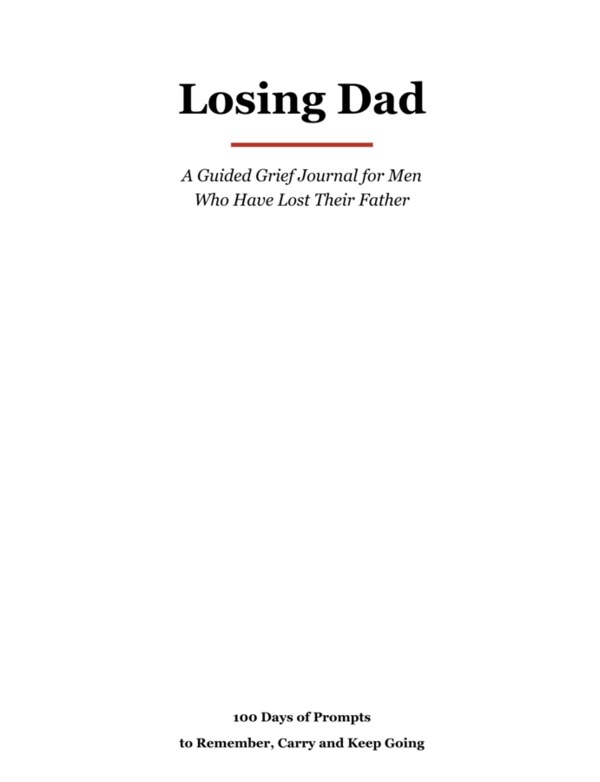 Losing Dad
A Guided Grief Journal for Men
Who Have Lost Their Father
100 Days of Prompts
to Remember, Carry and Keep Going